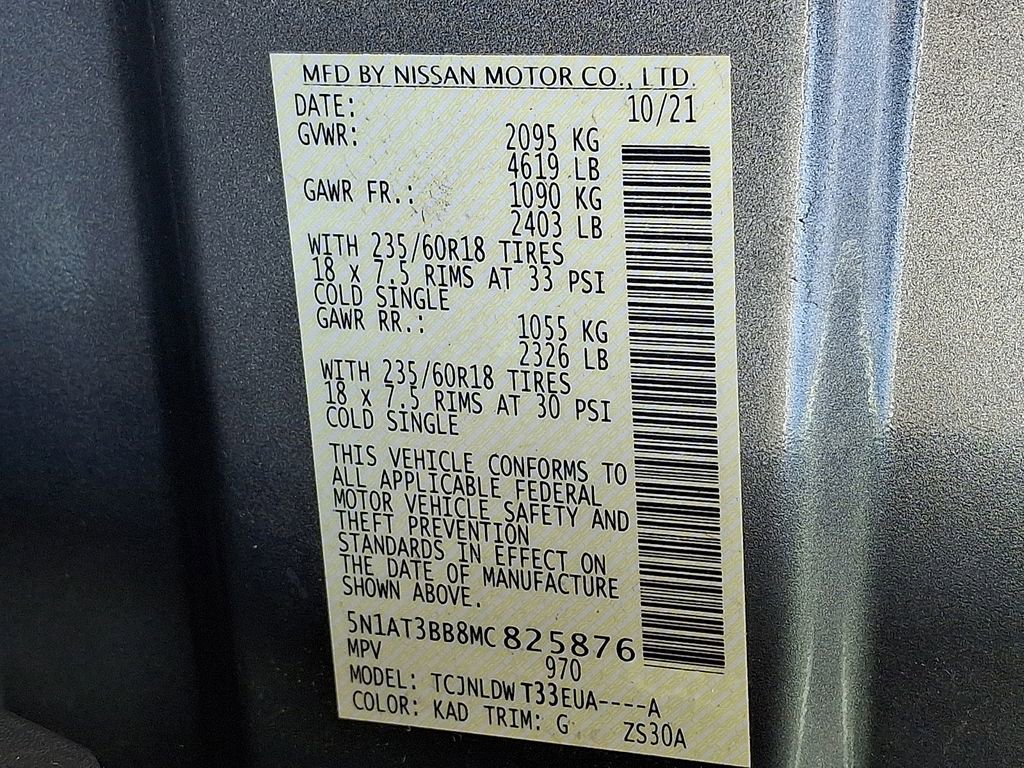 MFD BY NISSAN MOTOR CO., LTD.
DATE: 10/21
GVWR: 2095 KG
4619 LB
GAWR FR.: 1090 KG
2403 LB
WITH 235/60R18 TIRES
18 X 7.5 RIMS AT 33 PSI
COLD SINGLE
GAWR RR.: 1055 KG
2326 LB
WITH 235/60R18 TIRES
18 X 7.5 RIMS AT 30 PSI
COLD SINGLE
THIS VEHICLE CONFORMS TO
ALL APPLICABLE FEDERAL
MOTOR VEHICLE SAFETY AND
THEFT PREVENTION
STANDARDS IN EFFECT ON
THE DATE OF MANUFACTURE
SHOWN ABOVE.
5N1AT3BB8MC825876
MPV 970
MODEL: TCJNLDW T33EUA----A
COLOR: KAD TRIM: G ZS30A